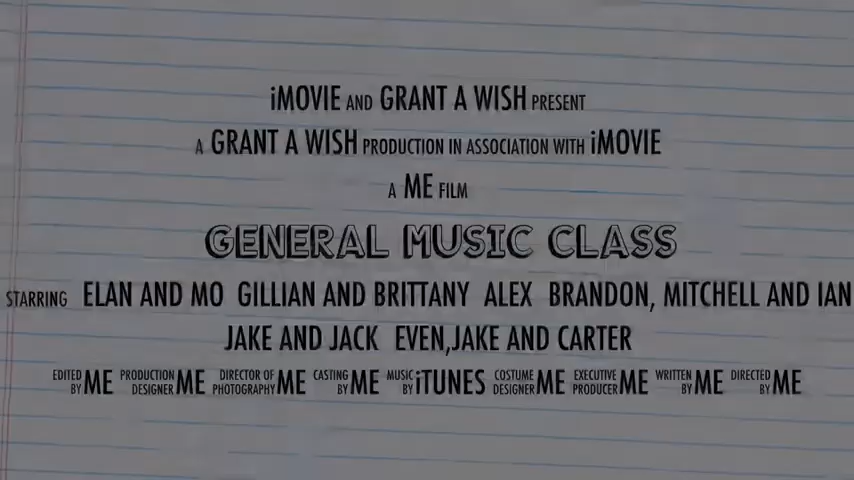 iMOVIE AND GRANT A WISH PRESENT
A GRANT A WISH PRODUCTION IN ASSOCIATION WITH iMOVIE
A ME FILM
GENERAL MUSIC CLASS
STARRING ELAN AND MO GILLIAN AND BRITTANY ALEX BRANDON, MITCHELL AND IAN
JAKE AND JACK EVEN,JAKE AND CARTER
EDITED BY ME PRODUCTION DESIGNER ME DIRECTOR OF PHOTOGRAPHY ME CASTING BY ME MUSIC BY iTUNES COSTUME DESIGNER ME EXECUTIVE PRODUCER ME WRITTEN BY ME DIRECTED BY ME